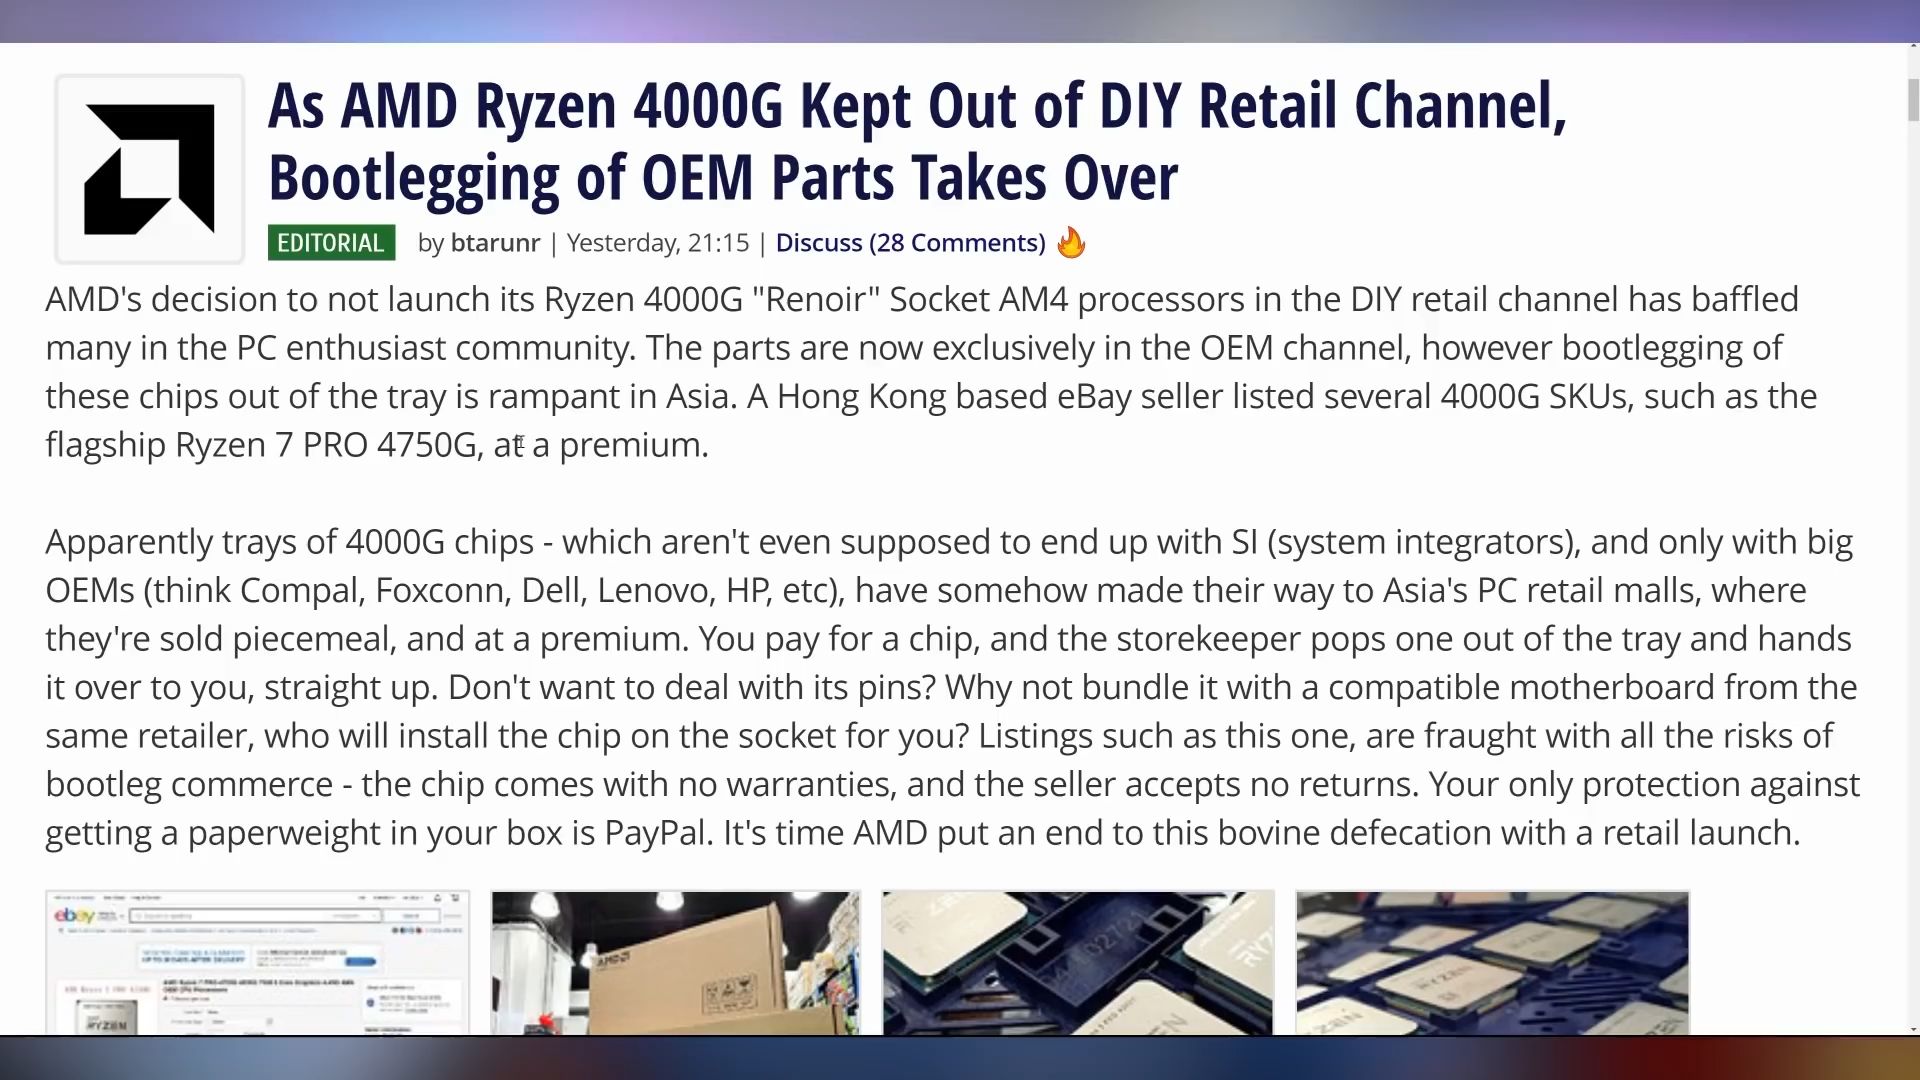 As AMD Ryzen 4000G Kept Out of DIY Retail Channel,
Bootlegging of OEM Parts Takes Over
EDITORIAL by btarunr | Yesterday, 21:15 | Discuss (28 Comments)
AMD's decision to not launch its Ryzen 4000G "Renoir" Socket AM4 processors in the DIY retail channel has baffled
many in the PC enthusiast community. The parts are now exclusively in the OEM channel, however bootlegging of
these chips out of the tray is rampant in Asia. A Hong Kong based eBay seller listed several 4000G SKUs, such as the
flagship Ryzen 7 PRO 4750G, at a premium.
Apparently trays of 4000G chips - which aren't even supposed to end up with SI (system integrators), and only with big
OEMs (think Compal, Foxconn, Dell, Lenovo, HP, etc), have somehow made their way to Asia's PC retail malls, where
they're sold piecemeal, and at a premium. You pay for a chip, and the storekeeper pops one out of the tray and hands
it over to you, straight up. Don't want to deal with its pins? Why not bundle it with a compatible motherboard from the
same retailer, who will install the chip on the socket for you? Listings such as this one, are fraught with all the risks of
bootleg commerce - the chip comes with no warranties, and the seller accepts no returns. Your only protection against
getting a paperweight in your box is PayPal. It's time AMD put an end to this bovine defecation with a retail launch.
ebay
RYZEN
AMD
RYZEN